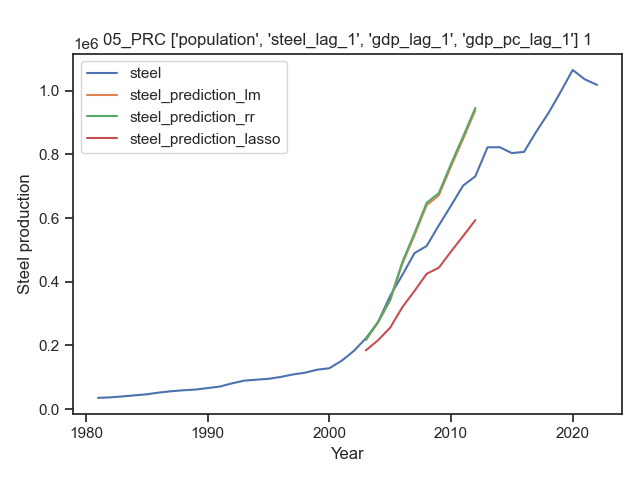 1e6
05_PRC ['population', 'steel_lag_1', 'gdp_lag_1', 'gdp_pc_lag_1'] 1
steel
steel_prediction_lm
steel_prediction_rr
steel_prediction_lasso
Steel production
1.0
0.8
0.6
0.4
0.2
0.0
1980
1990
2000
2010
2020
Year